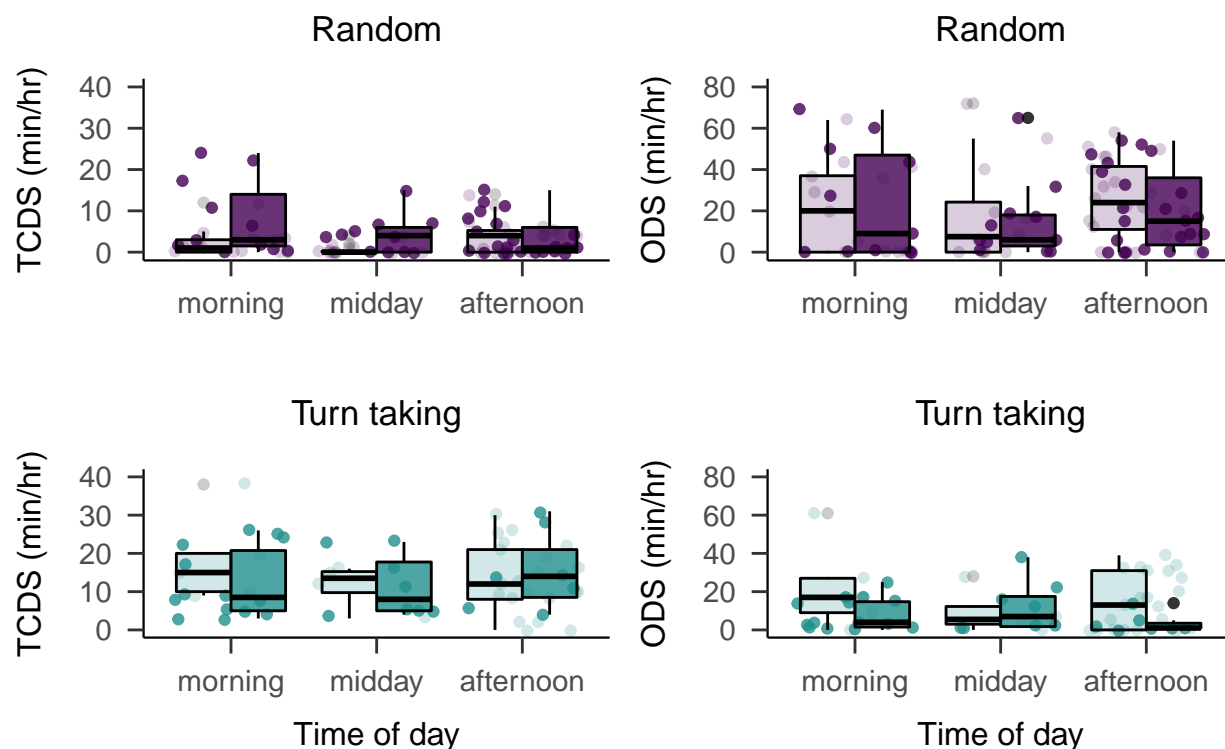 Random
TCDS (min/hr)
40
30
20
10
0
morning midday afternoon
Random
ODS (min/hr)
80
60
40
20
0
morning midday afternoon
Turn taking
TCDS (min/hr)
40
30
20
10
0
morning midday afternoon
Time of day
Turn taking
ODS (min/hr)
80
60
40
20
0
morning midday afternoon
Time of day